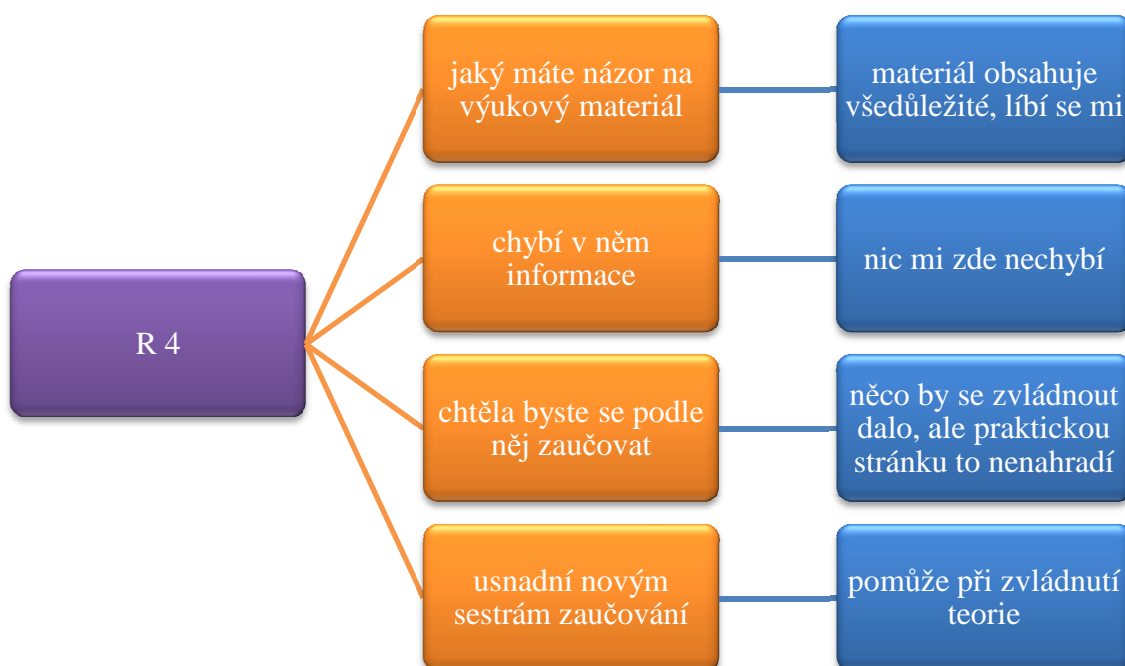 R 4
jaký máte názor na
výukový materiál
materiál obsahuje
všedůležité, líbí se mi
chybí v něm
informace
nic mi zde nechybí
chtěla byste se podle
něj zaučovat
něco by se zvládnout
dalo, ale praktickou
stránku to nenahradí
usnadní novým
sestrám zaučování
pomůže při zvládnutí
teorie